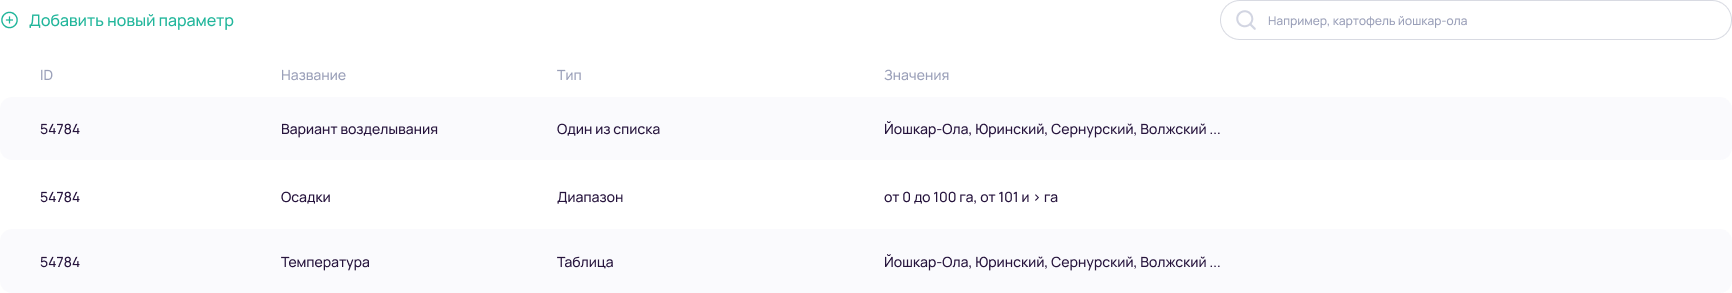 Добавить новый параметр
Например, картофель йошкар-ола
ID Название Тип Значения
54784 Вариант возделывания Один из списка Йошкар-Ола, Юринский, Сернурский, Волжский ...
54784 Осадки Диапазон от 0 до 100 га, от 101 и > га
54784 Температура Таблица Йошкар-Ола, Юринский, Сернурский, Волжский ...